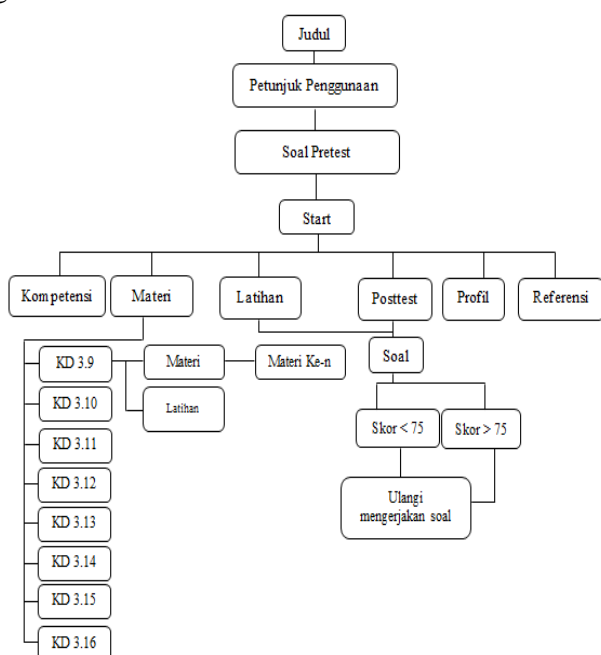 Judul
Petunjuk Penggunaan
Soal Pretest
Start
Kompetensi
Materi
Latihan
Posttest
Profil
Referensi
KD 3.9
Materi
Materi Ke-n
Soal
KD 3.10
Latihan
KD 3.11
Skor < 75
Skor > 75
KD 3.12
KD 3.13
Ulangi
mengerjakan soal
KD 3.14
KD 3.15
KD 3.16